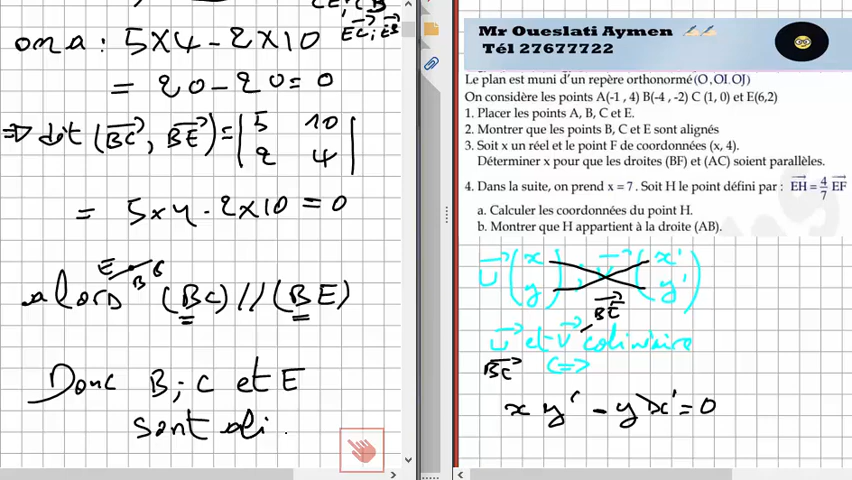 CE ; CB
EC ; EB
on a : 5x4 - 2x10
= 20 - 20 = 0
=> dét (BC, BE) = | 5 10
2 4 |
= 5x4 - 2x10 = 0
E B C
alors (BC) // (BE)
Donc B ; C et E
sont ali
Mr Oueslati Aymen ✍✍
Tél 27677722
Le plan est muni d'un repère orthonormé (O, OI, OJ)
On considère les points A(-1 , 4) B(-4 , -2) C (1, 0) et E(6,2)
1. Placer les points A, B, C et E.
2. Montrer que les points B, C et E sont alignés
3. Soit x un réel et le point F de coordonnées (x, 4).
Déterminer x pour que les droites (BF) et (AC) soient parallèles.
4. Dans la suite, on prend x = 7 . Soit H le point défini par : EH = 4/7 EF
a. Calculer les coordonnées du point H.
b. Montrer que H appartient à la droite (AB).
u (x y) ; v (x' y')
BE
u et v colinéaire
BC <=>
x y' - y x' = 0